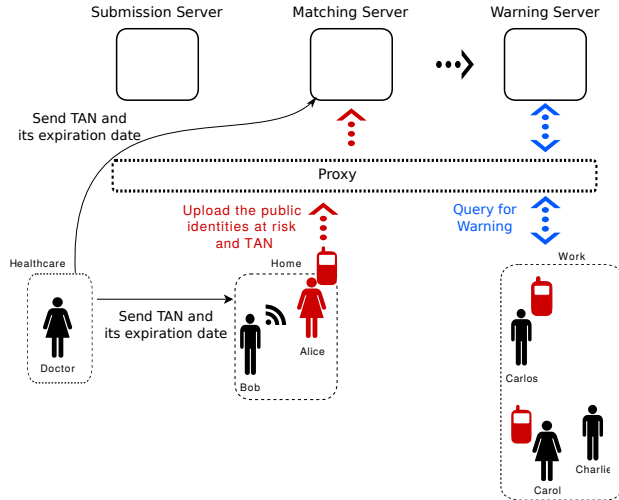 Submission Server
Matching Server
Warning Server
Send TAN and
its expiration date
Proxy
Upload the public
identities at risk
and TAN
Query for
Warning
Healthcare
Home
Work
Send TAN and
its expiration date
Doctor
Alice
Bob
Carlos
Charlie
Carol